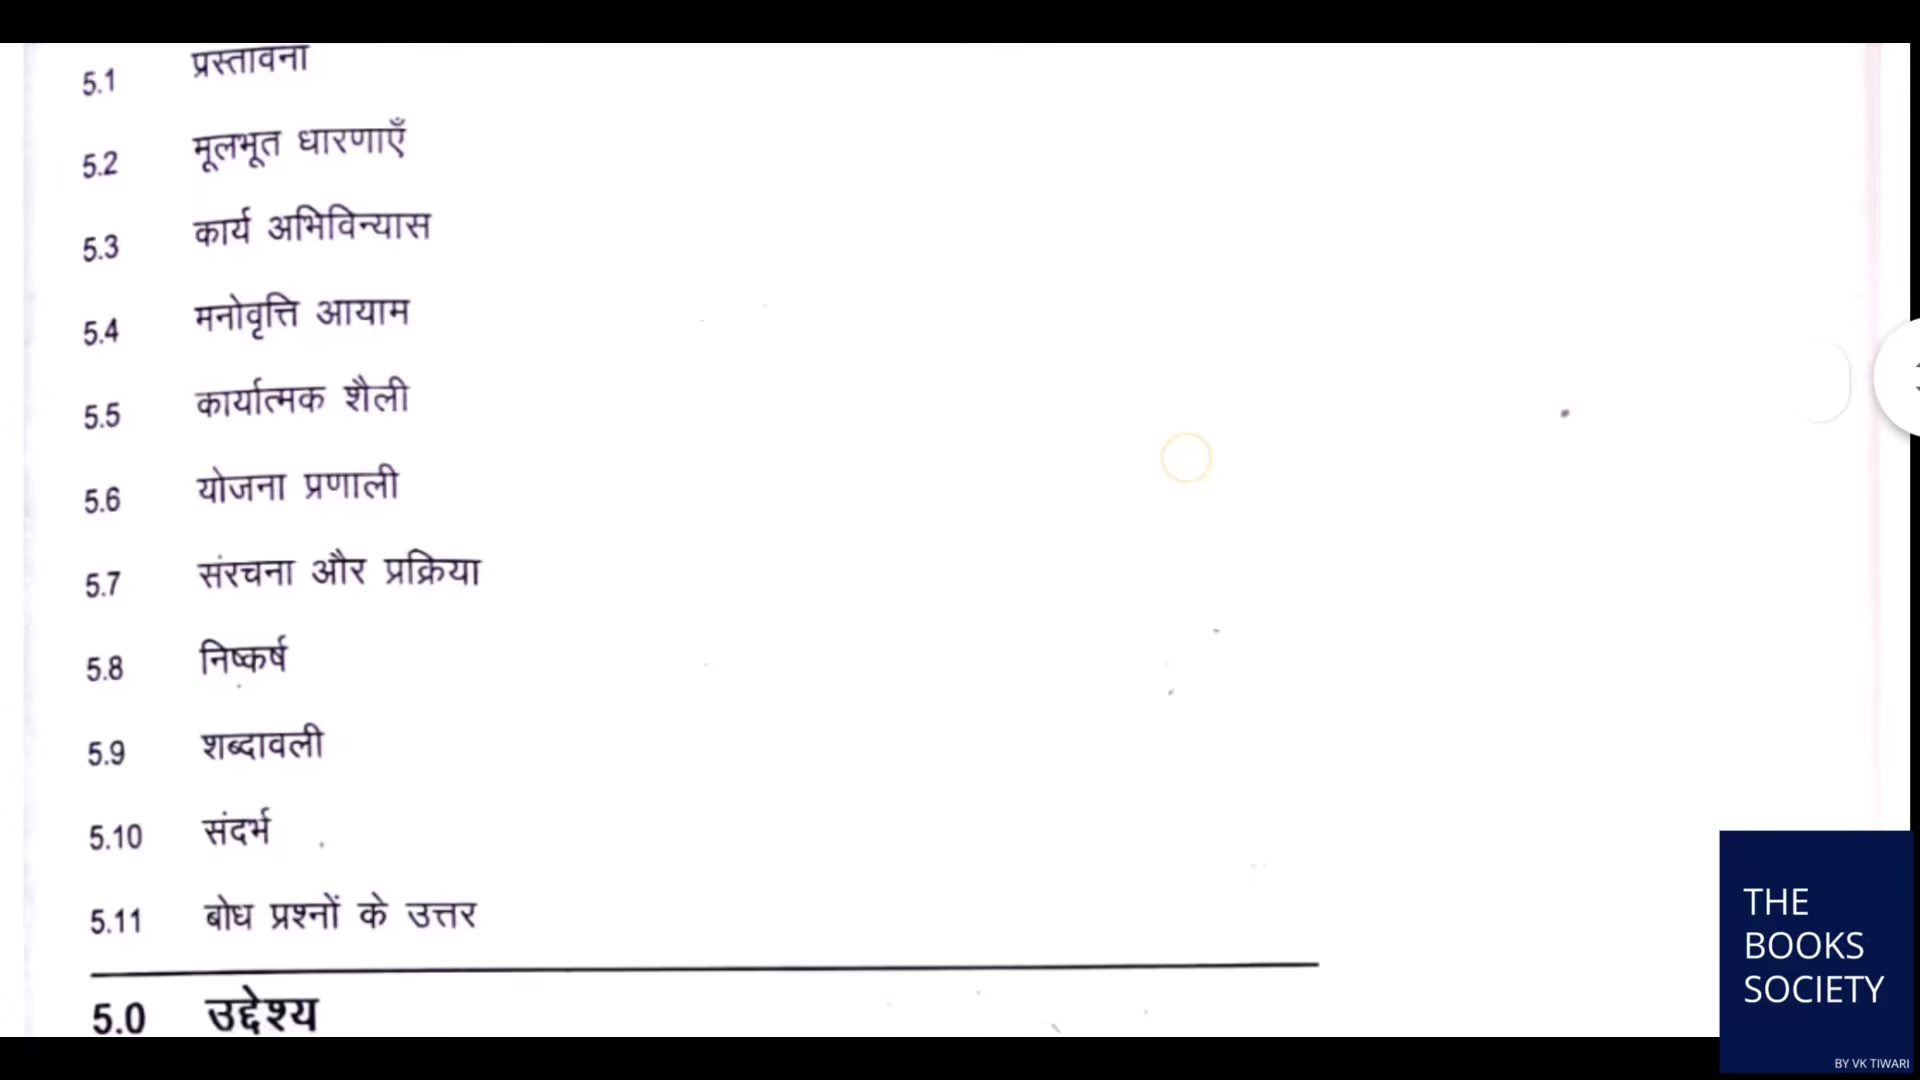 5.1 प्रस्तावना
5.2 मूलभूत धारणाएँ
5.3 कार्य अभिविन्यास
5.4 मनोवृत्ति आयाम
5.5 कार्यात्मक शैली
5.6 योजना प्रणाली
5.7 संरचना और प्रक्रिया
5.8 निष्कर्ष
5.9 शब्दावली
5.10 संदर्भ
5.11 बोध प्रश्नों के उत्तर
5.0 उद्देश्य
THE
BOOKS
SOCIETY
BY VK TIWARI